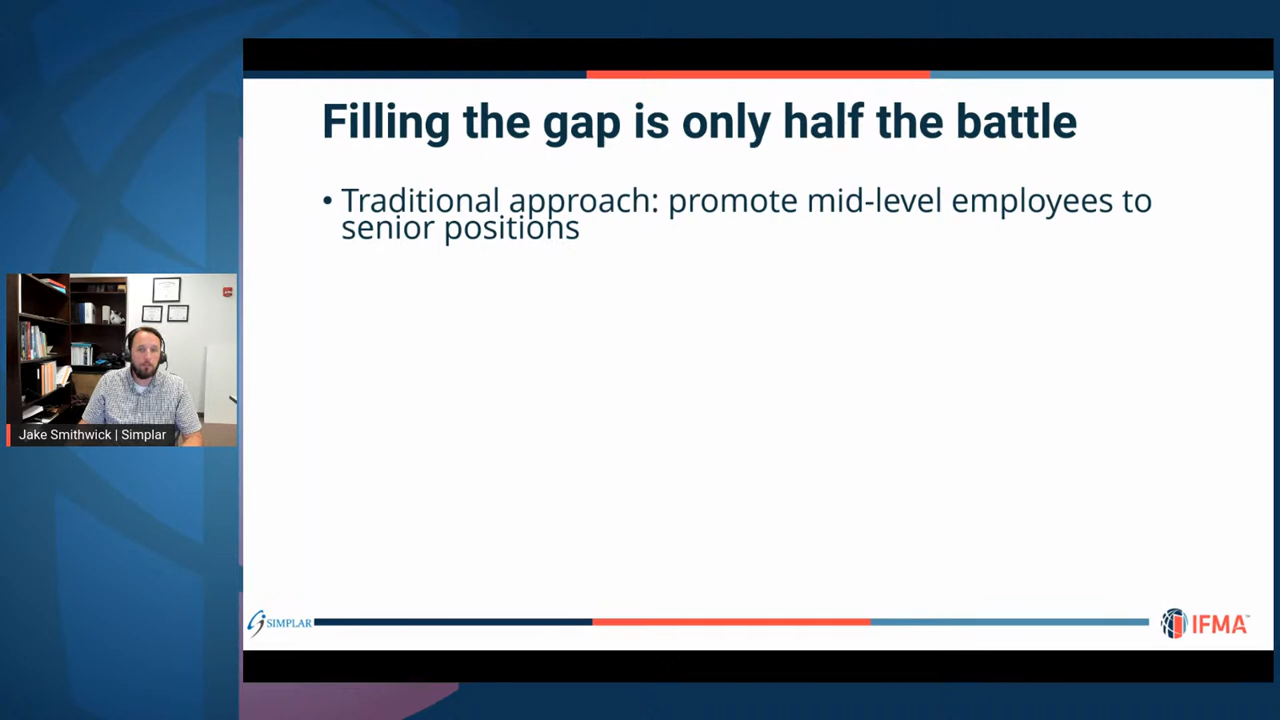 Filling the gap is only half the battle
• Traditional approach: promote mid-level employees to
senior positions
Jake Smithwick | Simplar
SIMPLAR
IFMA™